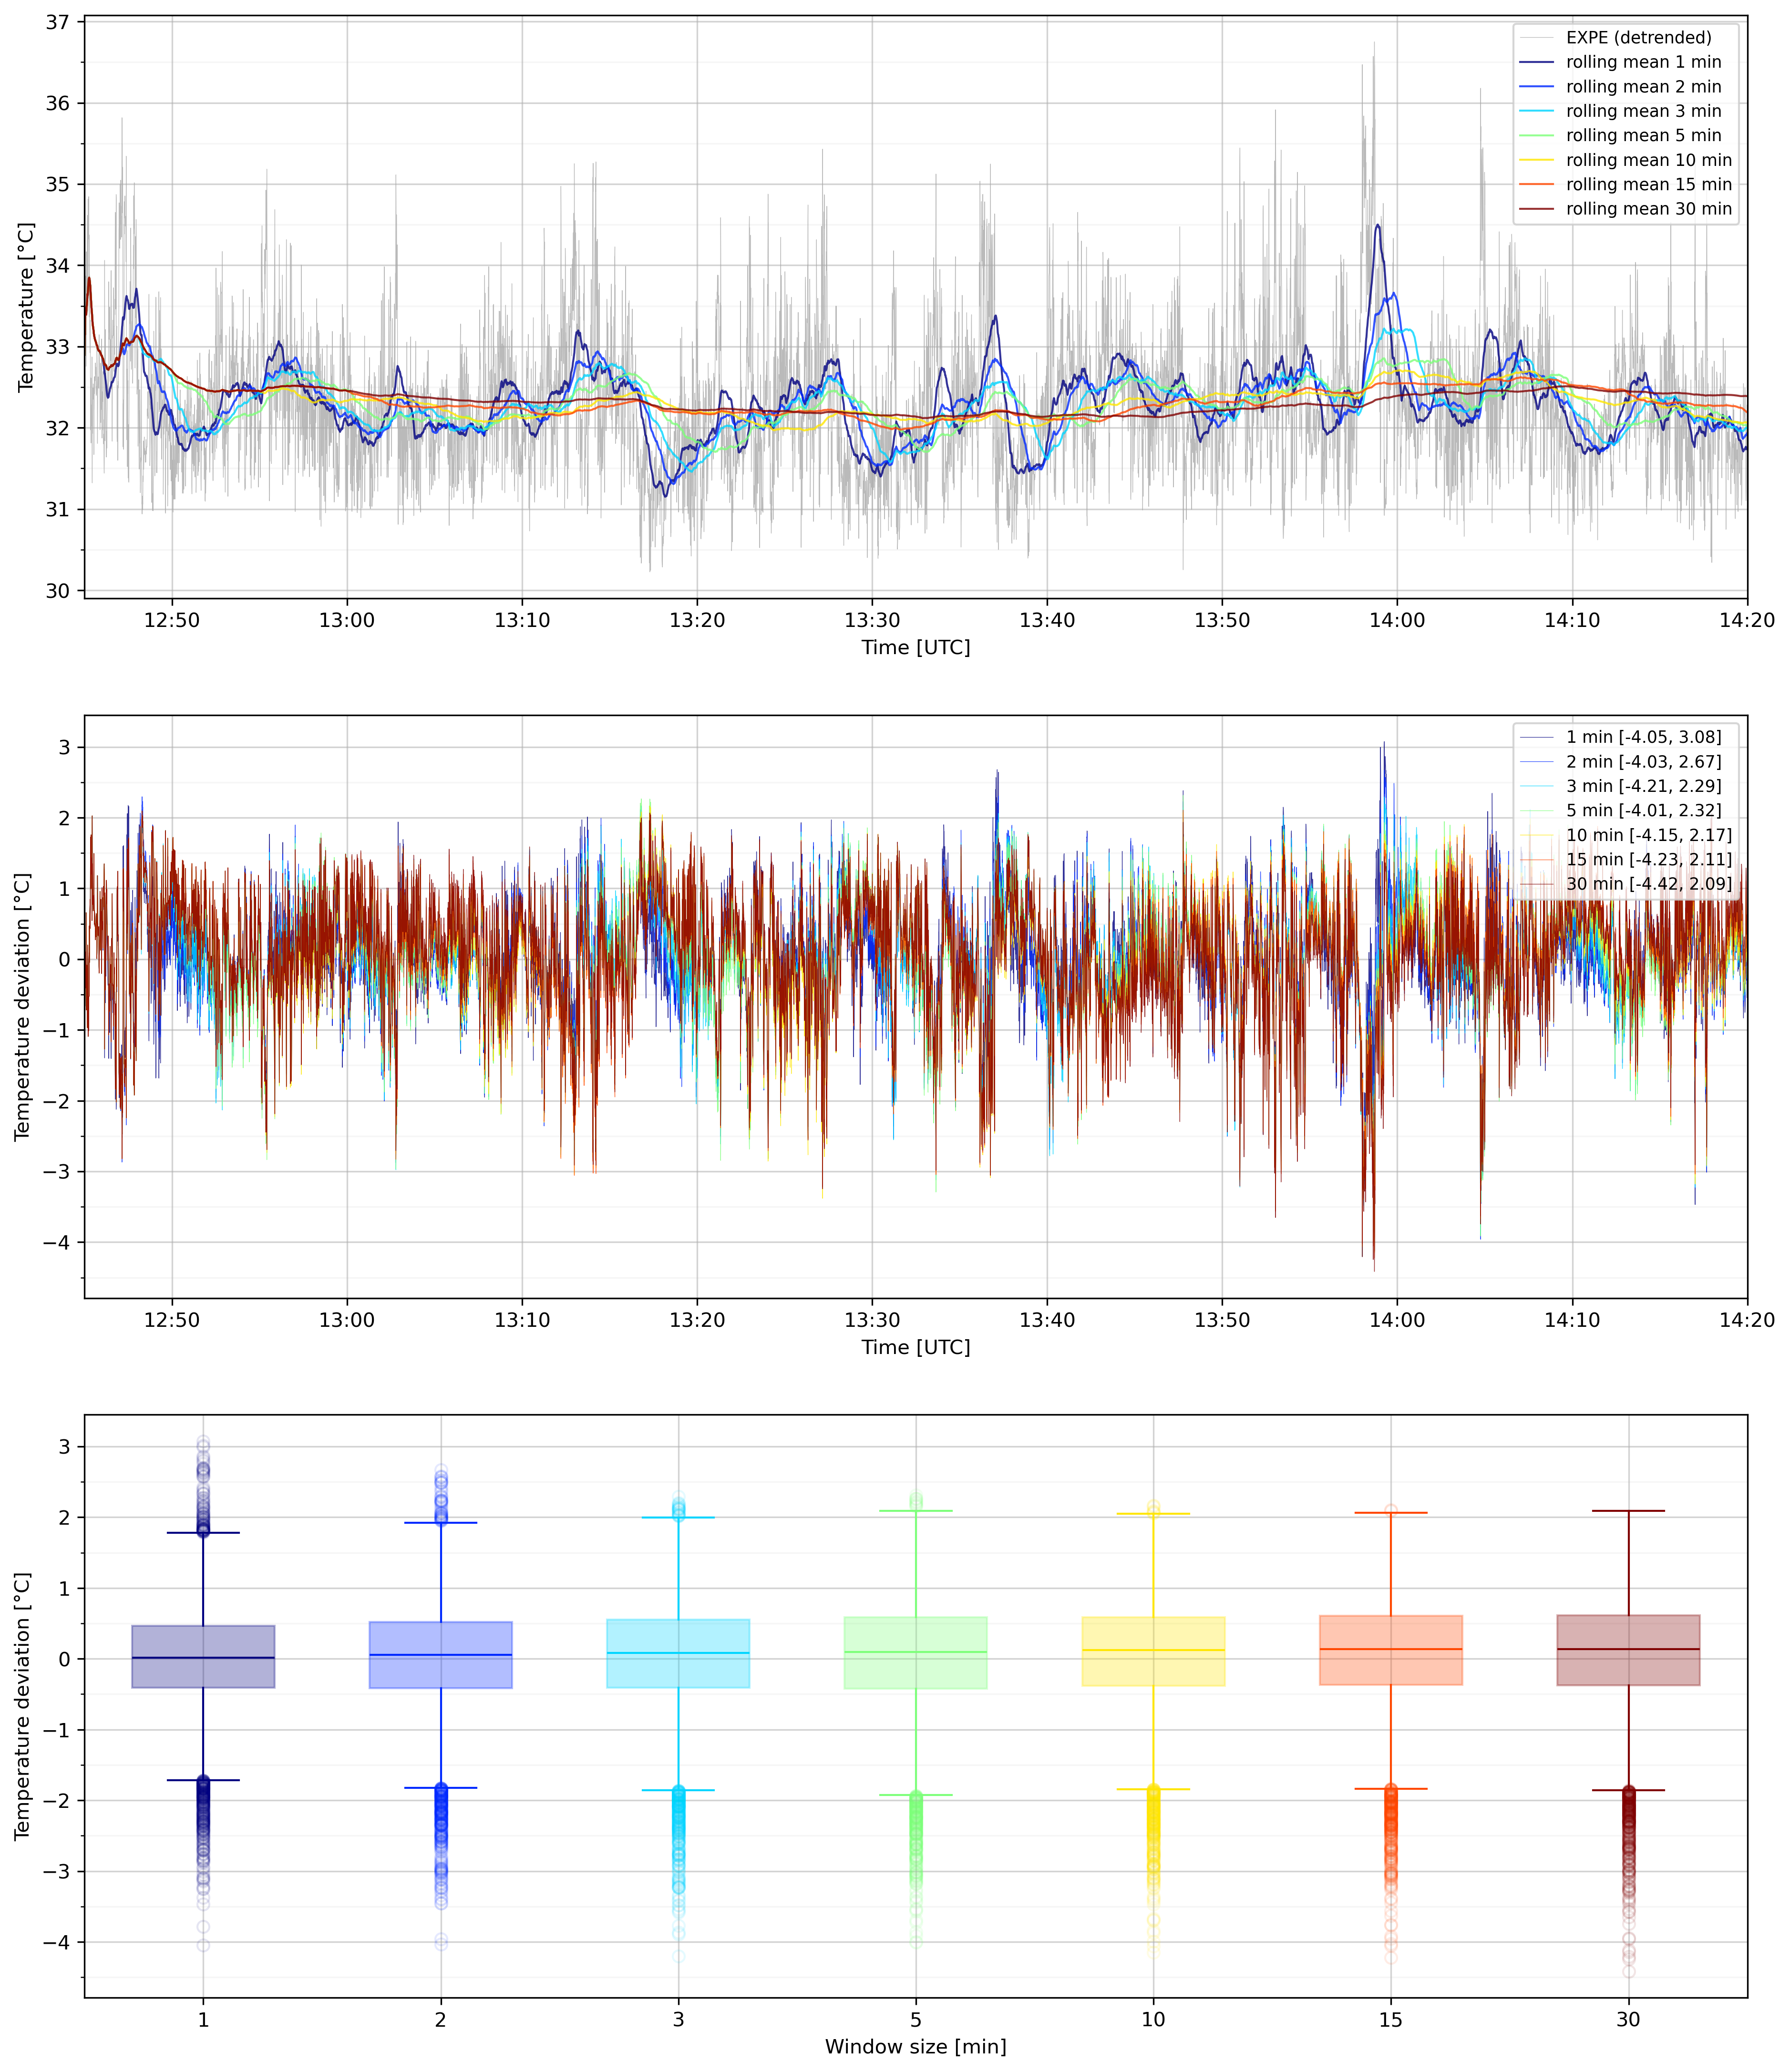 37
36
35
34
33
32
31
30
Temperature [°C]
EXPE (detrended)
rolling mean 1 min
rolling mean 2 min
rolling mean 3 min
rolling mean 5 min
rolling mean 10 min
rolling mean 15 min
rolling mean 30 min
12:50 13:00 13:10 13:20 13:30 13:40 13:50 14:00 14:10 14:20
Time [UTC]
3
2
1
0
−1
−2
−3
−4
Temperature deviation [°C]
1 min [-4.05, 3.08]
2 min [-4.03, 2.67]
3 min [-4.21, 2.29]
5 min [-4.01, 2.32]
10 min [-4.15, 2.17]
15 min [-4.23, 2.11]
30 min [-4.42, 2.09]
12:50 13:00 13:10 13:20 13:30 13:40 13:50 14:00 14:10 14:20
Time [UTC]
3
2
1
0
−1
−2
−3
−4
Temperature deviation [°C]
1 2 3 5 10 15 30
Window size [min]